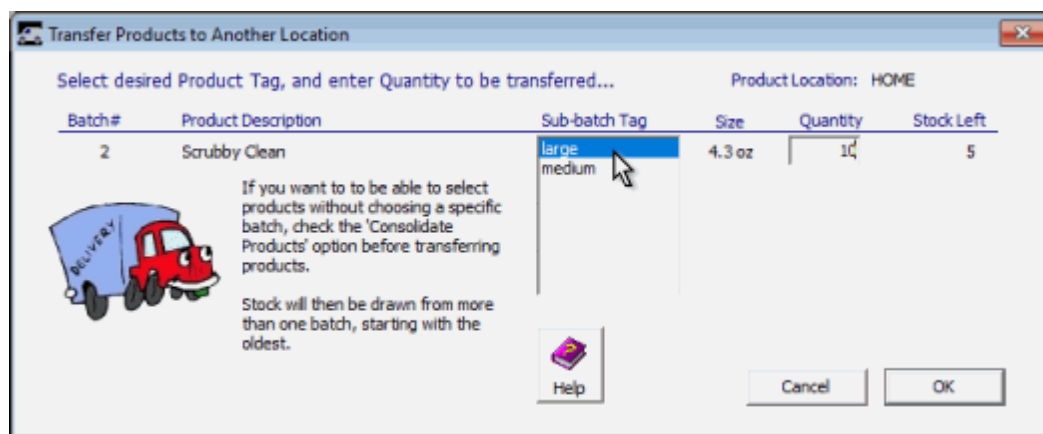 Transfer Products to Another Location
Select desired Product Tag, and enter Quantity to be transferred... Product Location: HOME
Batch# Product Description Sub-batch Tag Size Quantity Stock Left
2 Scrubby Clean large 4.3 oz 10 5
medium
If you want to to be able to select
products without choosing a specific
batch, check the 'Consolidate
Products' option before transferring
products.
Stock will then be drawn from more
than one batch, starting with the
oldest.
DELIVERY
Help Cancel OK